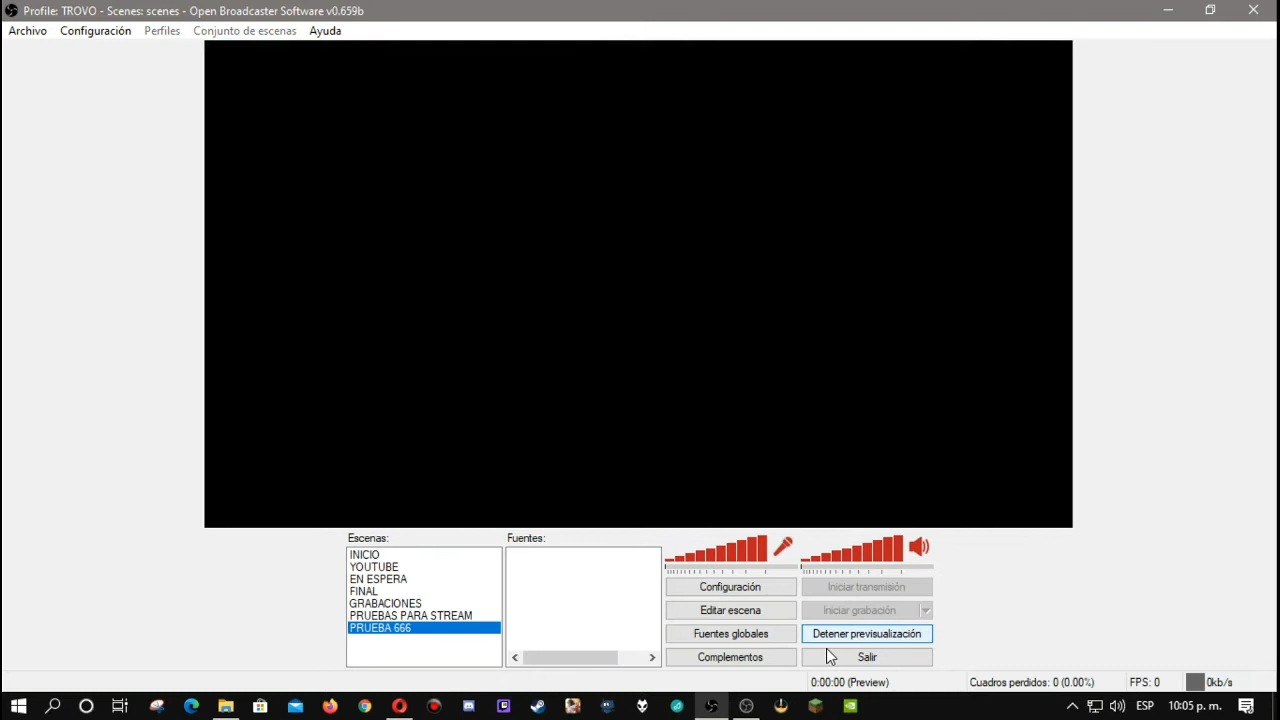 Profile: TROVO - Scenes: scenes - Open Broadcaster Software v0.659b
Archivo Configuración Perfiles Conjunto de escenas Ayuda
Escenas: Fuentes:
INICIO
YOUTUBE
EN ESPERA
FINAL
GRABACIONES
PRUEBAS PARA STREAM
PRUEBA 666
Configuración Iniciar transmisión
Editar escena Iniciar grabación
Fuentes globales Detener previsualización
Complementos Salir
0:00:00 (Preview) Cuadros perdidos: 0 (0.00%) FPS: 0 0kb/s
ESP 10:05 p. m.